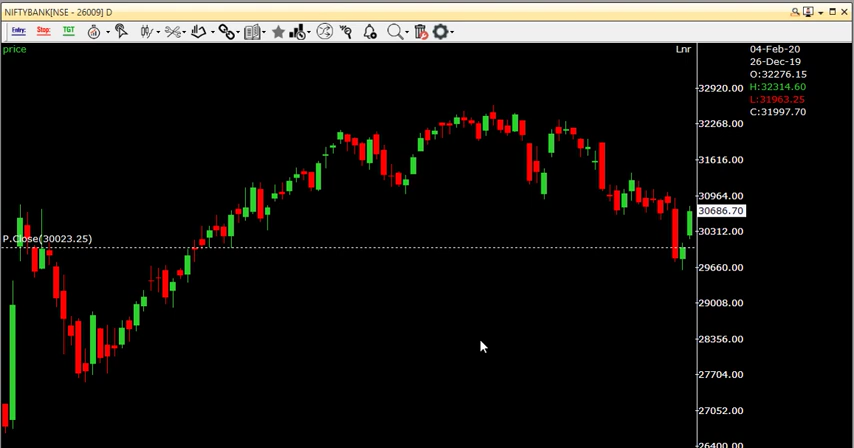 NIFTYBANK[NSE - 26009] D
Entry: Stop: TGT
price
Lnr
04-Feb-20
26-Dec-19
O:32276.15
H:32314.60
L:31963.25
C:31997.70
32920.00
32268.00
31616.00
30964.00
30686.70
30312.00
P.Close(30023.25)
29660.00
29008.00
28356.00
27704.00
27052.00
26400.00